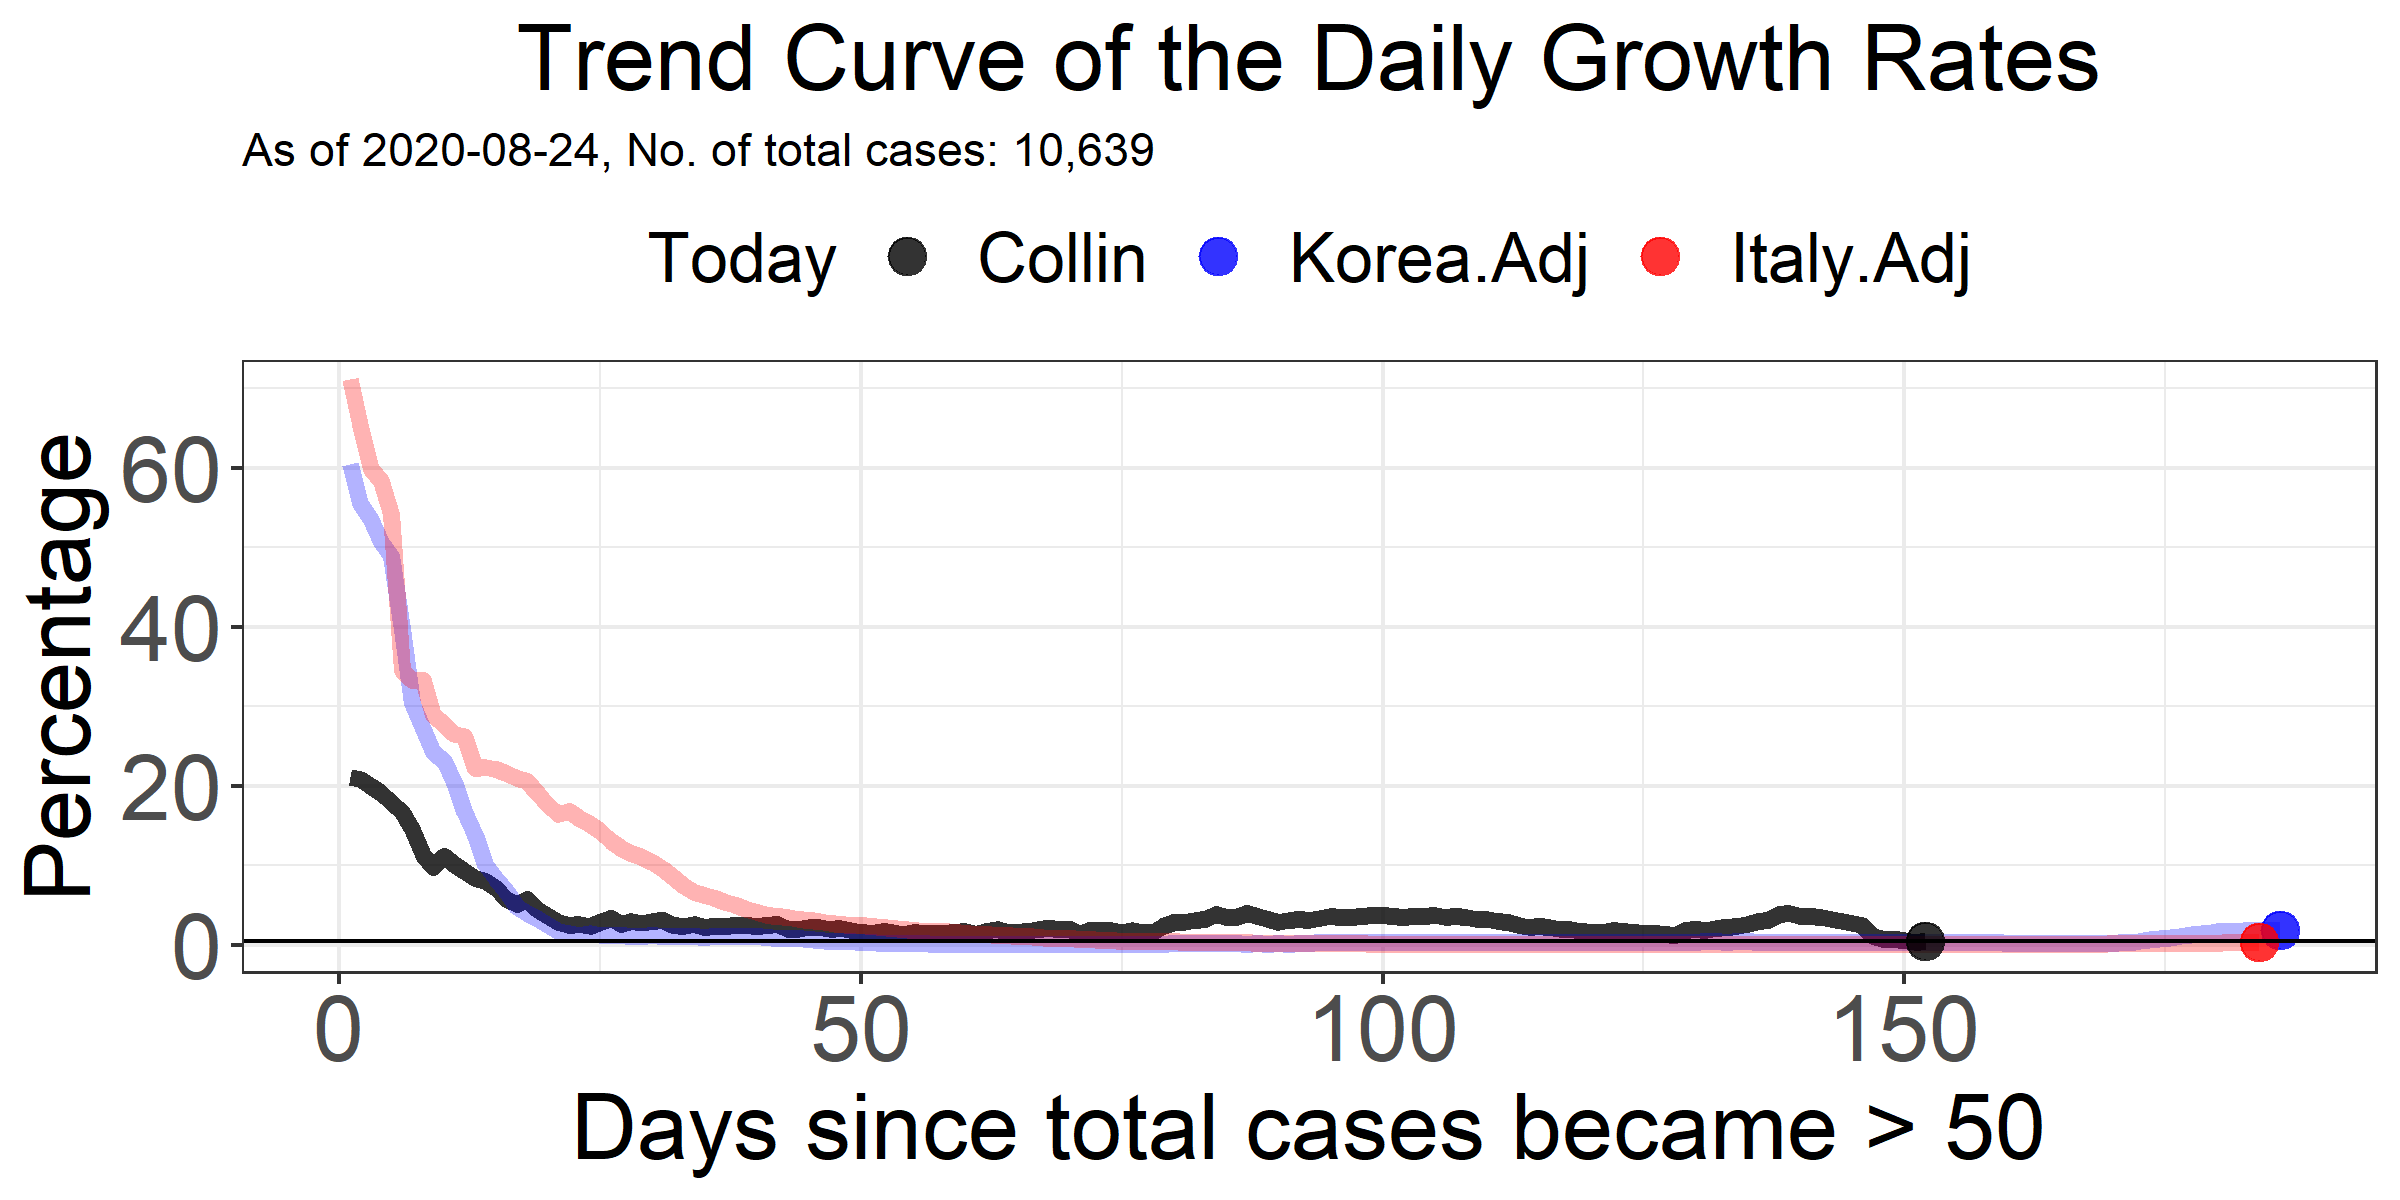 Trend Curve of the Daily Growth Rates
As of 2020-08-24, No. of total cases: 10,639
Today Collin Korea.Adj Italy.Adj
Percentage
60
40
20
0
0 50 100 150
Days since total cases became > 50